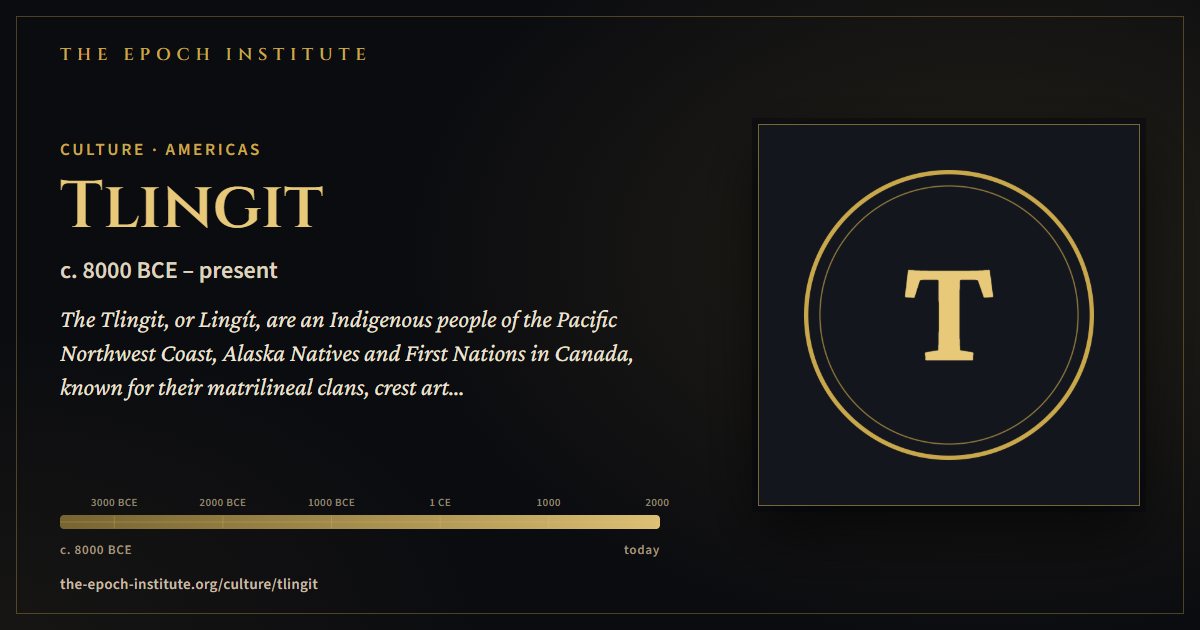 THE EPOCH INSTITUTE
CULTURE · AMERICAS
TLINGIT
c. 8000 BCE – present
The Tlingit, or Lingít, are an Indigenous people of the Pacific
Northwest Coast, Alaska Natives and First Nations in Canada,
known for their matrilineal clans, crest art...
T
3000 BCE 2000 BCE 1000 BCE 1 CE 1000 2000
c. 8000 BCE today
the-epoch-institute.org/culture/tlingit